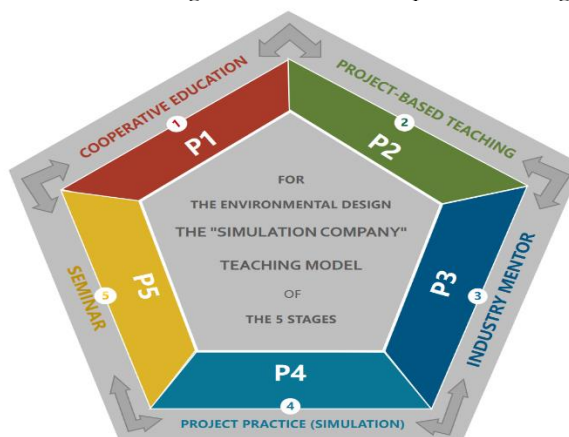 COOPERATIVE EDUCATION
1
P1
PROJECT-BASED TEACHING
2
P2
INDUSTRY MENTOR
3
P3
P4
4
PROJECT PRACTICE (SIMULATION)
SEMINAR
5
P5
FOR
THE ENVIRONMENTAL DESIGN
THE "SIMULATION COMPANY"
TEACHING MODEL
OF
THE 5 STAGES